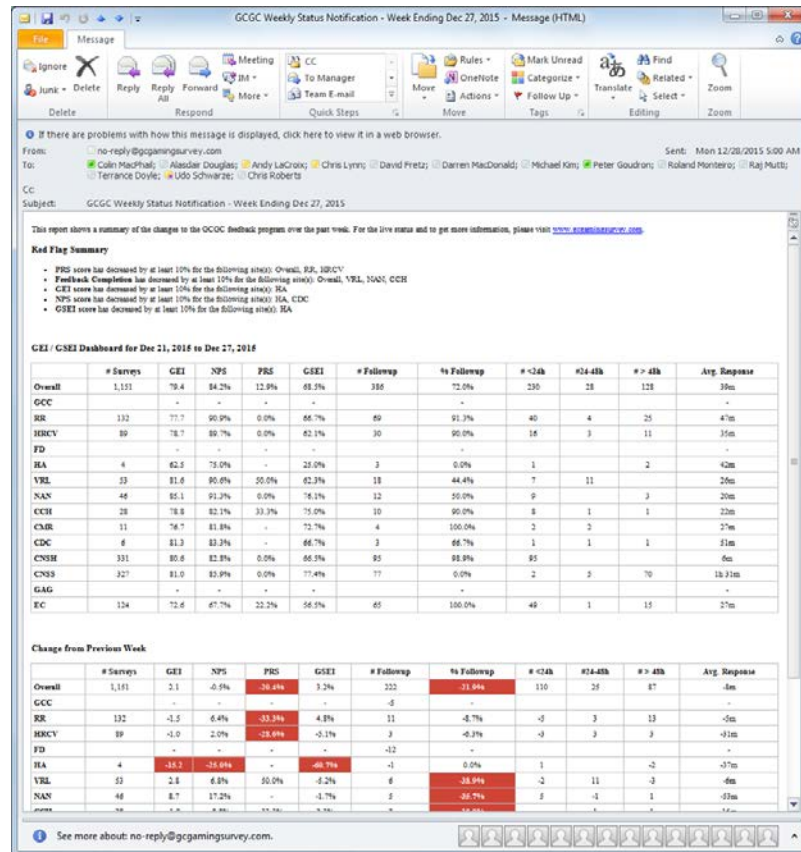 GCGC Weekly Status Notification - Week Ending Dec 27, 2015 - Message (HTML)
File Message
Ignore
Junk
Delete
Reply
Reply All
Forward
Meeting
IM
More
CC
To Manager
Team E-mail
Move
Rules
OneNote
Actions
Mark Unread
Categorize
Follow Up
Translate
Find
Related
Select
Zoom
Delete Respond Quick Steps Move Tags Editing Zoom
If there are problems with how this message is displayed, click here to view it in a web browser.
From: no-reply@gcgamingsurvey.com Sent: Mon 12/28/2015 5:00 AM
To: Colin MacPhail; Alasdair Douglas; Andy LaCroix; Chris Lynn; David Fretz; Darren MacDonald; Michael Kim; Peter Goudron; Roland Monteiro; Raj Mutti;
Terrance Doyle; Udo Schwarze; Chris Roberts
Cc:
Subject: GCGC Weekly Status Notification - Week Ending Dec 27, 2015
This report shows a summary of the changes to the GCGC feedback program over the past week. For the live status and to get more information, please visit www.gcgamingsurvey.com.
Red Flag Summary
• PRS score has decreased by at least 10% for the following site(s): Overall, RR, HRCV
• Feedback Completion has decreased by at least 10% for the following site(s): Overall, VRL, NAN, CCH
• GEI score has decreased by at least 10% for the following site(s): HA
• NPS score has decreased by at least 10% for the following site(s): HA, CDC
• GSEI score has decreased by at least 10% for the following site(s): HA
GEI / GSEI Dashboard for Dec 21, 2015 to Dec 27, 2015
# Surveys GEI NPS PRS GSEI # Followup % Followup # <24h #24-48h # > 48h Avg. Response
Overall 1,151 79.4 84.2% 12.9% 68.5% 386 72.0% 230 28 128 39m
GCC - - - - - -
RR 132 77.7 90.9% 0.0% 66.7% 69 91.3% 40 4 25 47m
HRCV 89 78.7 89.7% 0.0% 62.1% 30 90.0% 16 3 11 35m
FD - - - - - -
HA 4 62.5 75.0% - 25.0% 3 0.0% 1 2 42m
VRL 53 81.6 90.6% 50.0% 62.3% 18 44.4% 7 11 26m
NAN 46 85.1 91.3% 0.0% 76.1% 12 50.0% 9 3 20m
CCH 28 78.8 82.1% 33.3% 75.0% 10 90.0% 8 1 1 22m
CMR 11 76.7 81.8% - 72.7% 4 100.0% 2 2 27m
CDC 6 81.3 83.3% - 66.7% 3 66.7% 1 1 1 51m
CNSH 331 80.6 82.8% 0.0% 66.5% 95 98.9% 95 6m
CNSS 327 81.0 85.9% 0.0% 77.4% 77 0.0% 2 5 70 1h 31m
GAG - - - - - -
EC 124 72.6 67.7% 22.2% 56.5% 65 100.0% 49 1 15 27m
Change from Previous Week
# Surveys GEI NPS PRS GSEI # Followup % Followup # <24h #24-48h # > 48h Avg. Response
Overall 1,151 2.1 -0.5% -20.4% 3.2% 222 -21.9% 110 25 87 -8m
GCC - - - - -5 - -
RR 132 -1.5 6.4% -33.3% 4.8% 11 -8.7% -5 3 13 -5m
HRCV 89 -1.0 2.0% -28.6% -5.1% 3 -6.3% -3 3 3 -31m
FD - - - - -12 - -
HA 4 -15.2 -25.0% - -60.7% -1 0.0% 1 -2 -37m
VRL 53 2.8 6.8% 50.0% -5.2% 6 -38.9% -2 11 -3 -6m
NAN 46 8.7 17.2% - -1.7% 5 -35.7% 5 -1 1 -53m
See more about: no-reply@gcgamingsurvey.com.